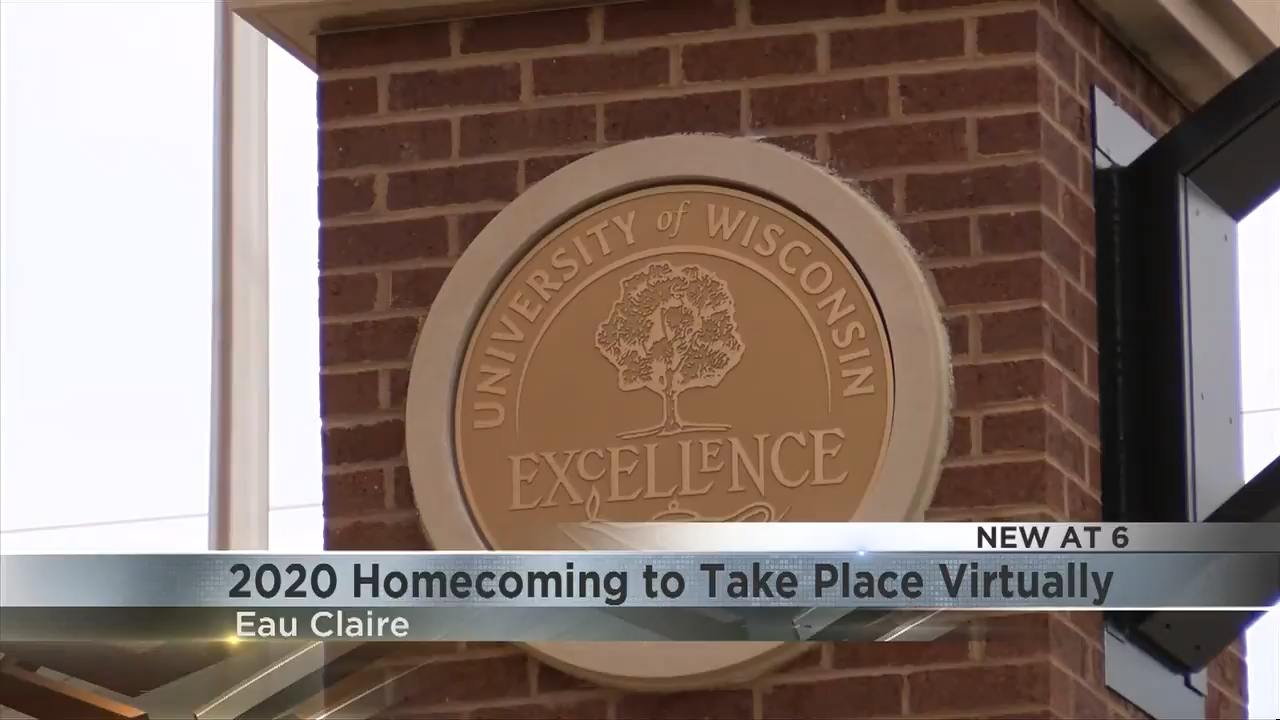 UNIVERSITY of WISCONSIN
EXCELLENCE
NEW AT 6
2020 Homecoming to Take Place Virtually
Eau Claire